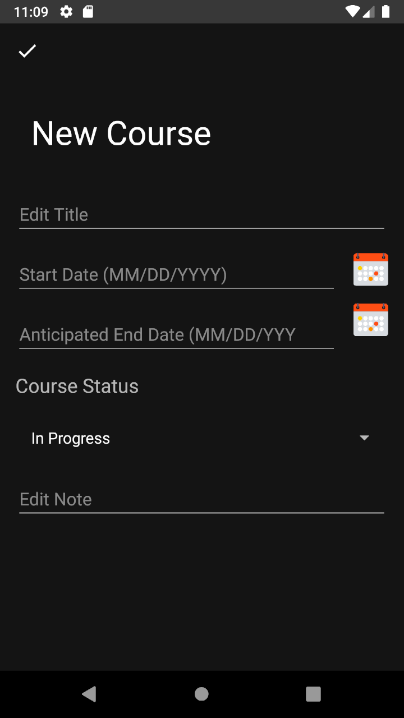 11:09
New Course
Edit Title
Start Date (MM/DD/YYYY)
Anticipated End Date (MM/DD/YYY
Course Status
In Progress
Edit Note